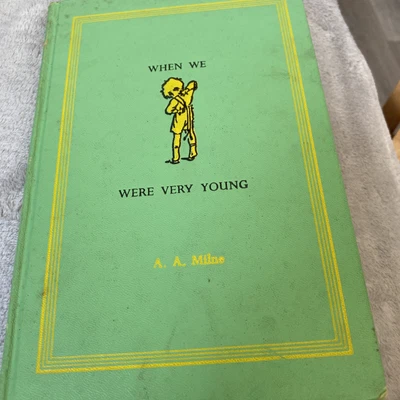 WHEN WE
WERE VERY YOUNG
A. A. Milne